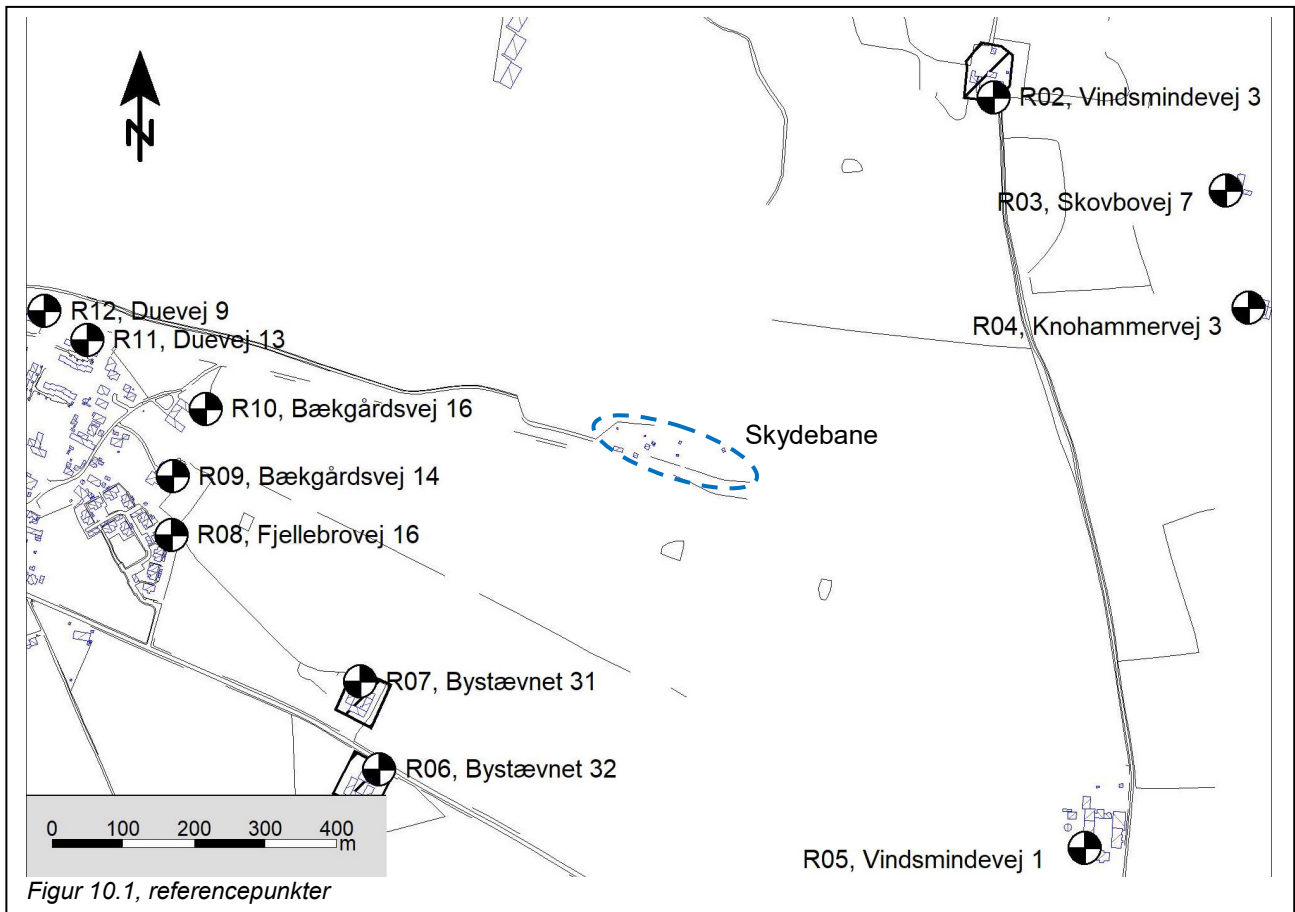 N
R02, Vindsmindevej 3
R03, Skovbovej 7
R12, Duevej 9
R04, Knohammervej 3
R11, Duevej 13
R10, Bækgårdsvej 16
Skydebane
R09, Bækgårdsvej 14
R08, Fjellebrovej 16
R07, Bystævnet 31
R06, Bystævnet 32
0 100 200 300 400
m
R05, Vindsmindevej 1
Figur 10.1, referencepunkter